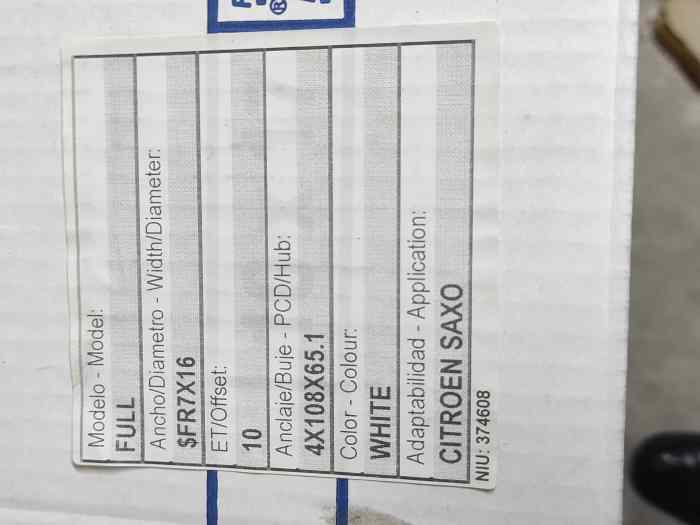 Modelo - Model:
FULL
Ancho/Diametro - Width/Diameter:
$FR7X16
ET/Offset:
10
Anclaje/Buje - PCD/Hub:
4X108X65.1
Color - Colour:
WHITE
Adaptabilidad - Application:
CITROEN SAXO
NIU: 374608